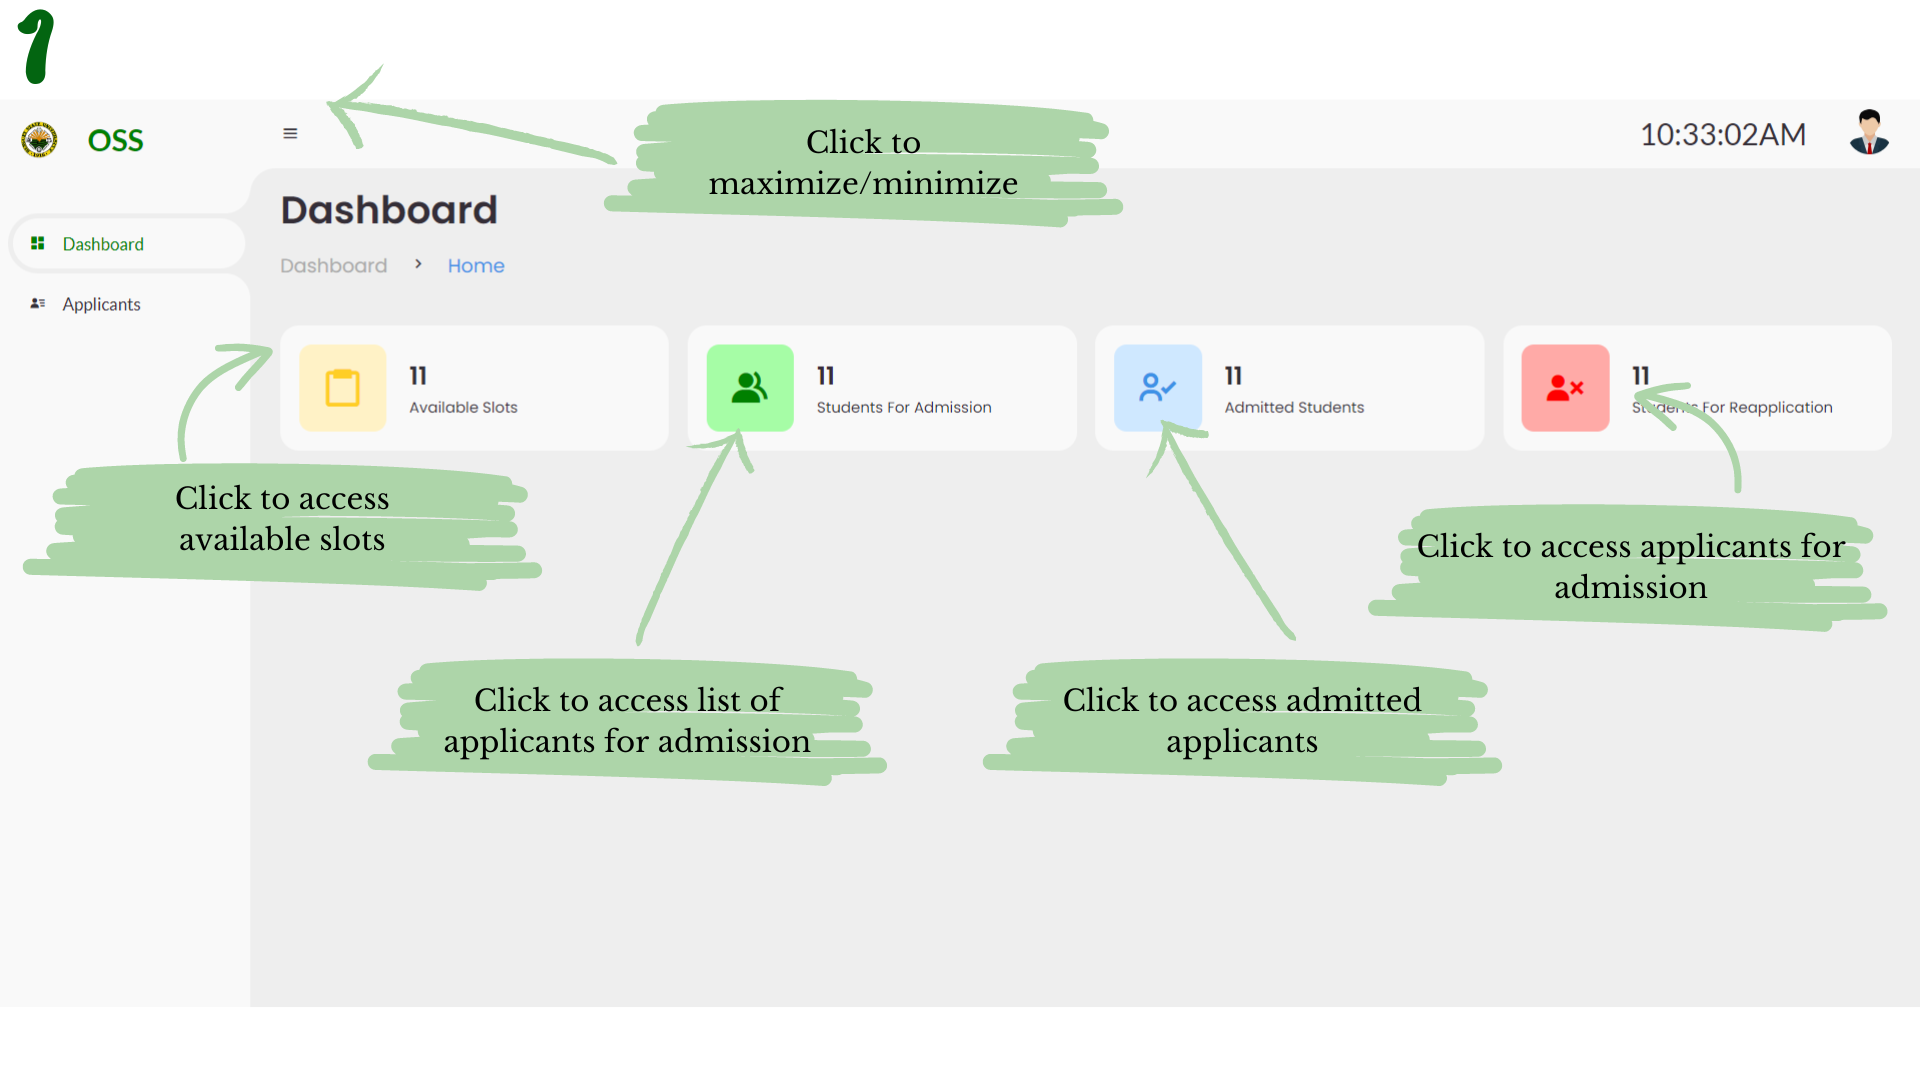 1
OSS
10:33:02AM
Click to
maximize/minimize
Dashboard
Dashboard > Home
Dashboard
Applicants
11
Available Slots
11
Students For Admission
11
Admitted Students
11
Students For Reapplication
Click to access
available slots
Click to access applicants for
admission
Click to access list of
applicants for admission
Click to access admitted
applicants